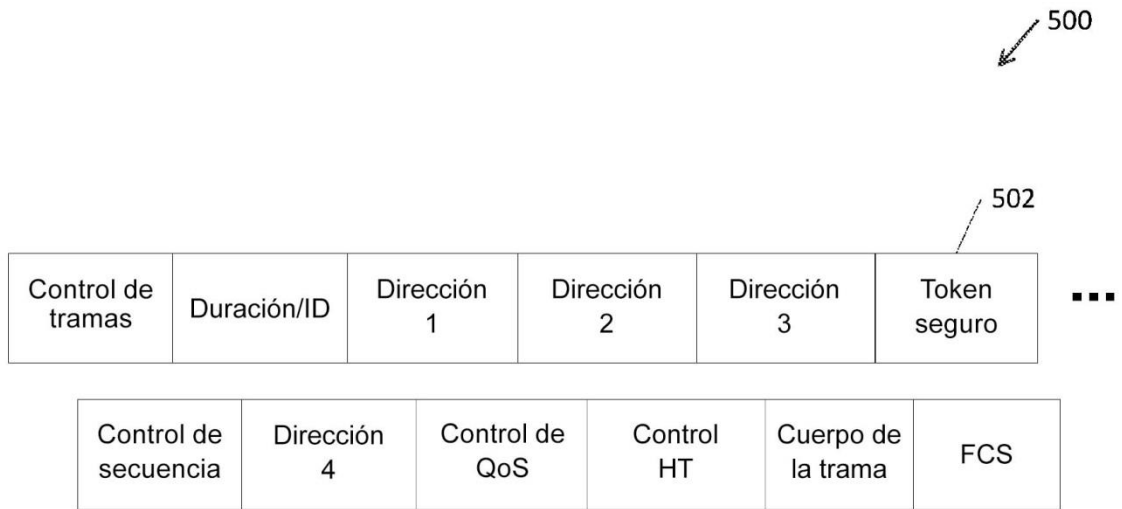 500
502
Control de
tramas
Duración/ID
Dirección
1
Dirección
2
Dirección
3
Token
seguro
...
Control de
secuencia
Dirección
4
Control de
QoS
Control
HT
Cuerpo de
la trama
FCS